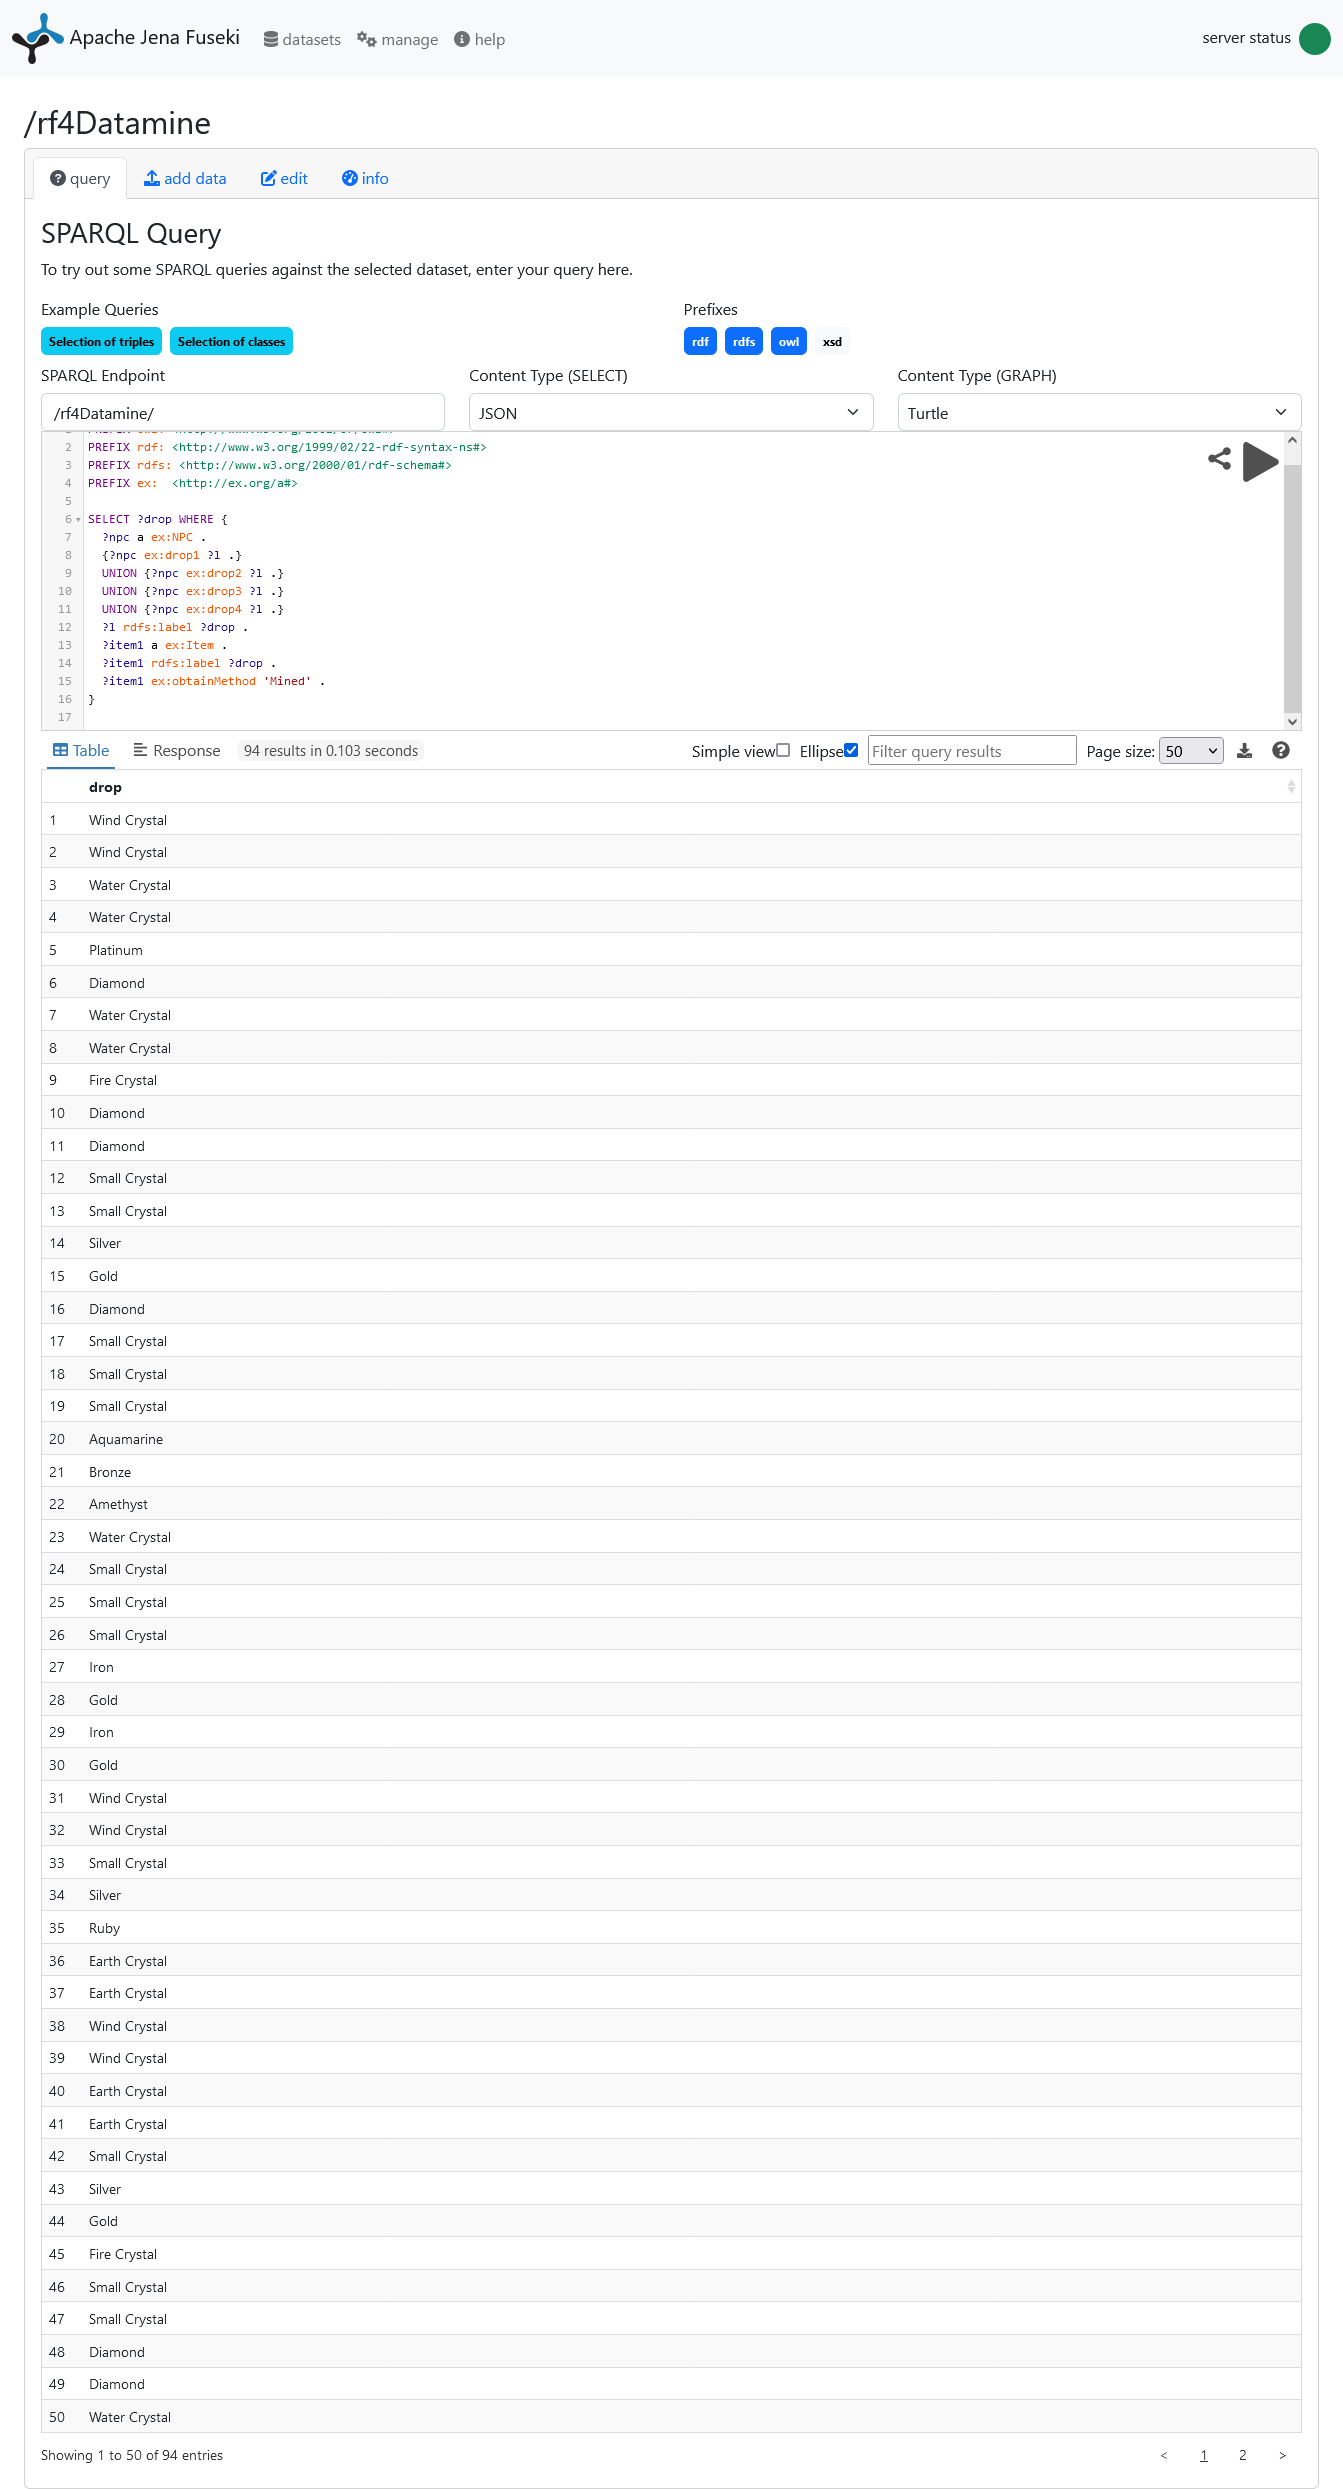 Apache Jena Fuseki datasets manage help server status
/rf4Datamine
query add data edit info
SPARQL Query
To try out some SPARQL queries against the selected dataset, enter your query here.
Example Queries Prefixes
Selection of triples Selection of classes rdf rdfs owl xsd
SPARQL Endpoint Content Type (SELECT) Content Type (GRAPH)
/rf4Datamine/ JSON Turtle
2 PREFIX rdf: <http://www.w3.org/1999/02/22-rdf-syntax-ns#>
3 PREFIX rdfs: <http://www.w3.org/2000/01/rdf-schema#>
4 PREFIX ex: <http://ex.org/a#>
5
6 SELECT ?drop WHERE {
7 ?npc a ex:NPC .
8 {?npc ex:drop1 ?l .}
9 UNION {?npc ex:drop2 ?l .}
10 UNION {?npc ex:drop3 ?l .}
11 UNION {?npc ex:drop4 ?l .}
12 ?l rdfs:label ?drop .
13 ?item1 a ex:Item .
14 ?item1 rdfs:label ?drop .
15 ?item1 ex:obtainMethod 'Mined' .
16 }
17
Table Response 94 results in 0.103 seconds Simple view Ellipse Filter query results Page size: 50
drop
1 Wind Crystal
2 Wind Crystal
3 Water Crystal
4 Water Crystal
5 Platinum
6 Diamond
7 Water Crystal
8 Water Crystal
9 Fire Crystal
10 Diamond
11 Diamond
12 Small Crystal
13 Small Crystal
14 Silver
15 Gold
16 Diamond
17 Small Crystal
18 Small Crystal
19 Small Crystal
20 Aquamarine
21 Bronze
22 Amethyst
23 Water Crystal
24 Small Crystal
25 Small Crystal
26 Small Crystal
27 Iron
28 Gold
29 Iron
30 Gold
31 Wind Crystal
32 Wind Crystal
33 Small Crystal
34 Silver
35 Ruby
36 Earth Crystal
37 Earth Crystal
38 Wind Crystal
39 Wind Crystal
40 Earth Crystal
41 Earth Crystal
42 Small Crystal
43 Silver
44 Gold
45 Fire Crystal
46 Small Crystal
47 Small Crystal
48 Diamond
49 Diamond
50 Water Crystal
Showing 1 to 50 of 94 entries < 1 2 >